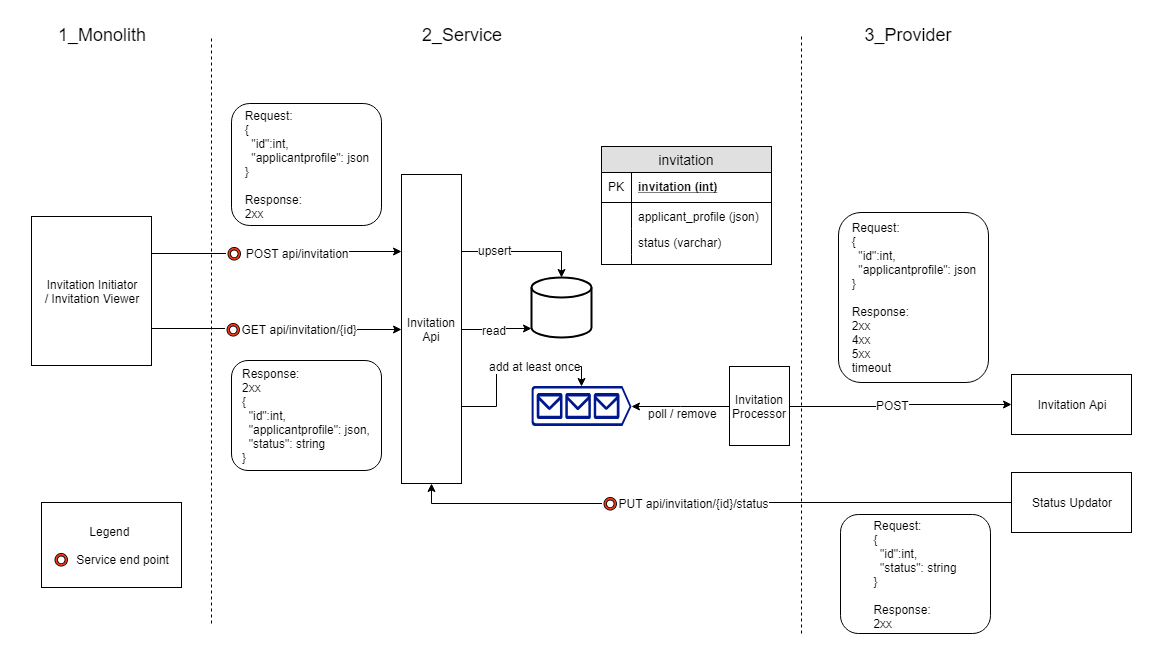 1_Monolith
2_Service
3_Provider
Request:
{
"id":int,
"applicantprofile": json
}
Response:
2xx
invitation
PK
invitation (int)
applicant_profile (json)
status (varchar)
Request:
{
"id":int,
"applicantprofile": json
}
Response:
2xx
4xx
5xx
timeout
Invitation Initiator
/ Invitation Viewer
POST api/invitation
GET api/invitation/{id}
Invitation
Api
upsert
read
add at least once
Response:
2xx
{
"id":int,
"applicantprofile": json,
"status": string
}
poll / remove
Invitation
Processor
POST
Invitation Api
PUT api/invitation/{id}/status
Status Updator
Legend
Service end point
Request:
{
"id":int,
"status": string
}
Response:
2xx